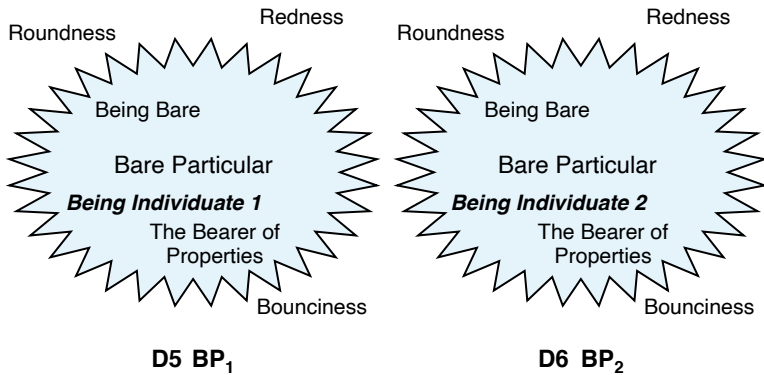 Roundness
Redness
Being Bare
Bare Particular
Being Individuate 1
The Bearer of
Properties
Bounciness
D5 BP₁
Roundness
Redness
Being Bare
Bare Particular
Being Individuate 2
The Bearer of
Properties
Bounciness
D6 BP₂